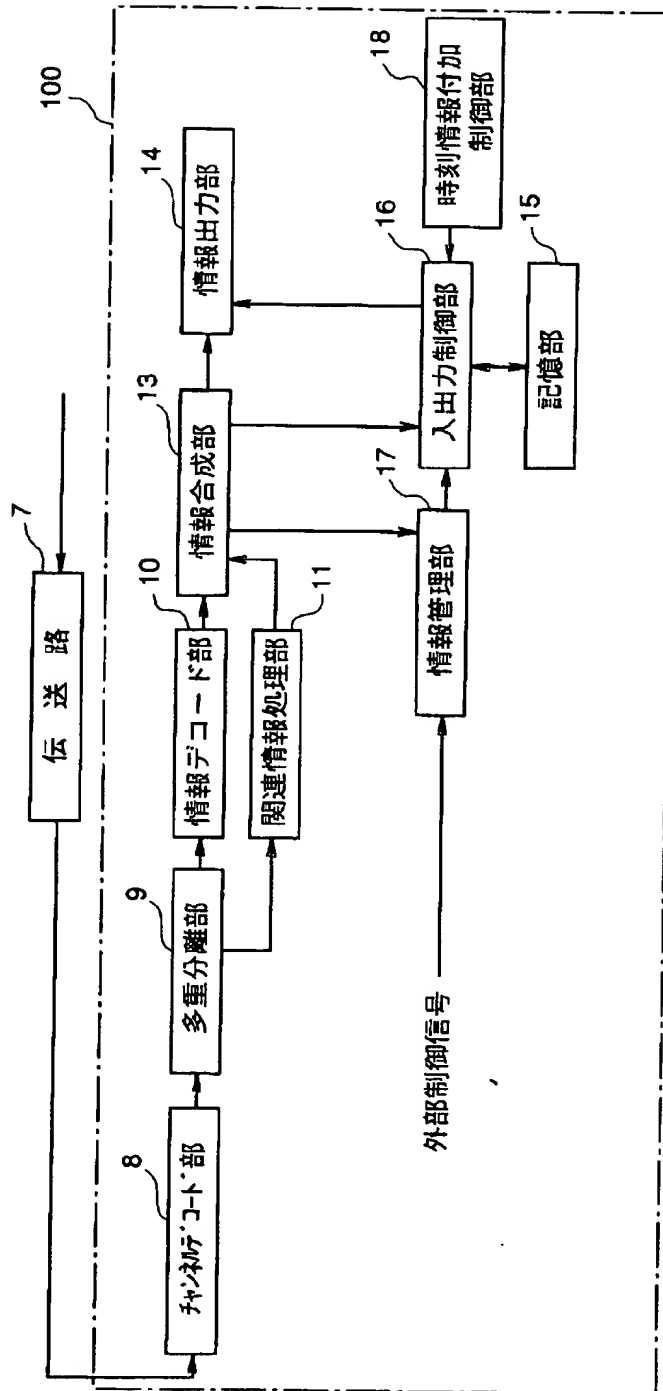 7
伝送路
100
8
チャンネルデコード部
9
多重分離部
10
情報デコード部
11
関連情報処理部
13
情報合成部
14
情報出力部
外部制御信号
17
情報管理部
16
入出力制御部
18
時刻情報付加
制御部
15
記憶部